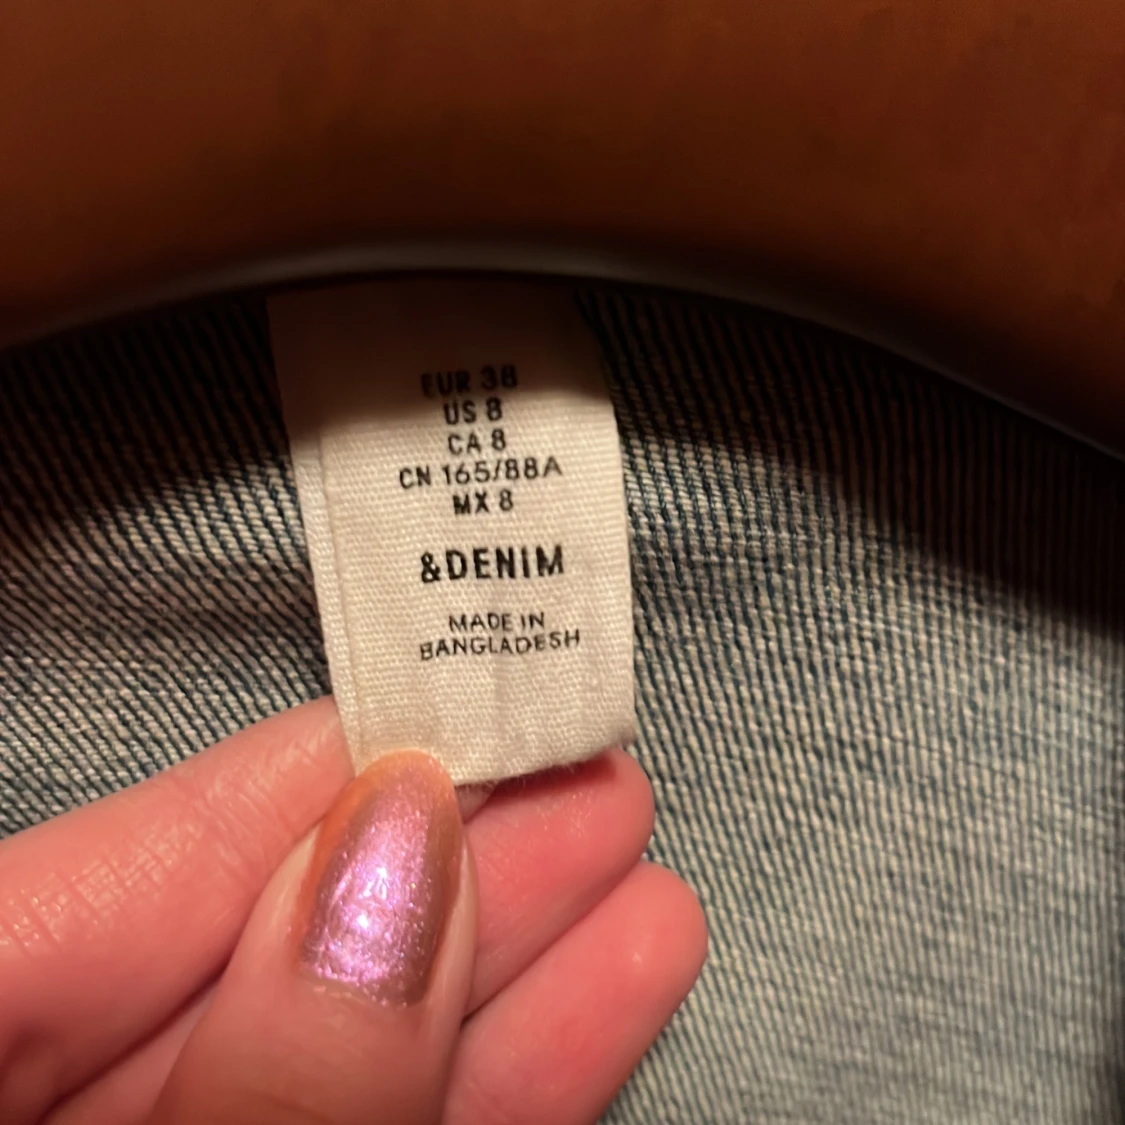 EUR 38
US 8
CA 8
CN 165/88A
MX 8
&DENIM
MADE IN
BANGLADESH